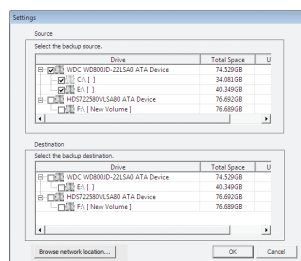 Settings
Source
Select the backup source.
Drive Total Space U
WDC WD800JD-22LSA0 ATA Device 74.529GB
C:\ [ ] 34.081GB
E:\ [ ] 40.349GB
HDS722580VLSA80 ATA Device 76.692GB
F:\ [ New Volume ] 76.689GB
Destination
Select the backup destination.
Drive Total Space U
WDC WD800JD-22LSA0 ATA Device 74.529GB
E:\ [ ] 40.349GB
HDS722580VLSA80 ATA Device 76.692GB
F:\ [ New Volume ] 76.689GB
Browse network location... OK Cancel